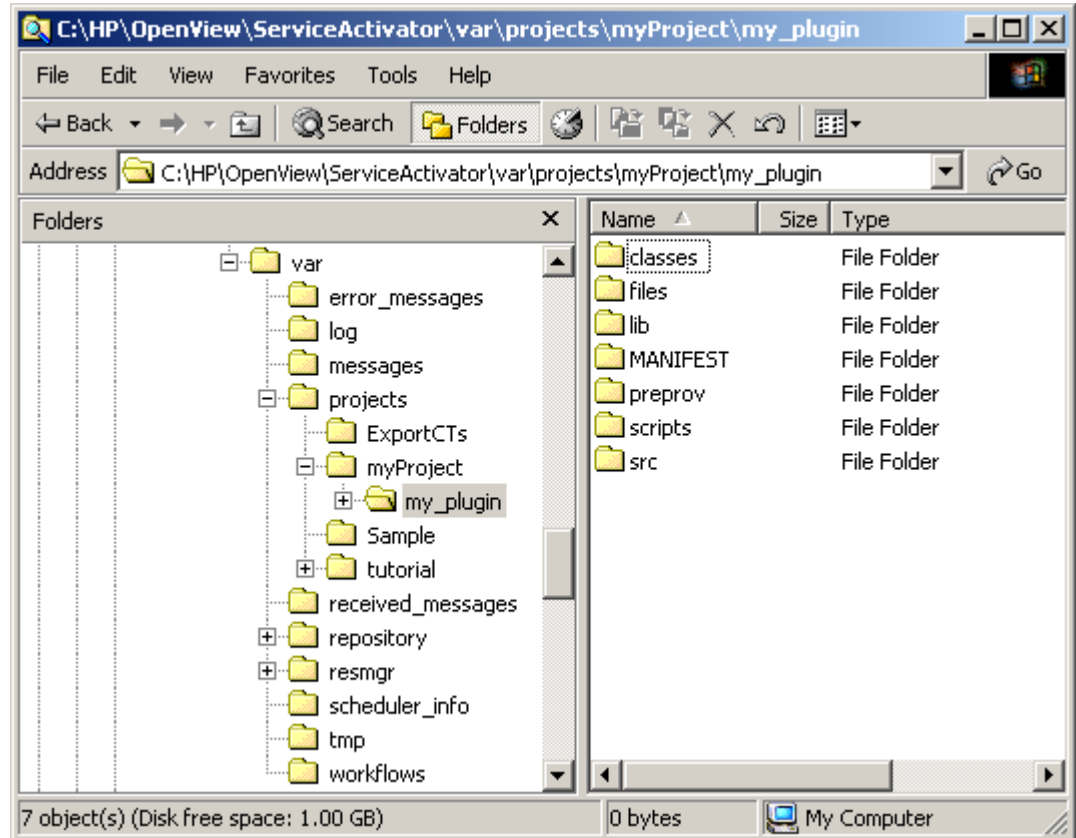 C:\HP\OpenView\ServiceActivator\var\projects\myProject\my_plugin
File Edit View Favorites Tools Help
Back Search Folders
Address C:\HP\OpenView\ServiceActivator\var\projects\myProject\my_plugin Go
Folders
var
error_messages
log
messages
projects
ExportCTs
myProject
my_plugin
Sample
tutorial
received_messages
repository
resmgr
scheduler_info
tmp
workflows
Name Size Type
classes File Folder
files File Folder
lib File Folder
MANIFEST File Folder
preprov File Folder
scripts File Folder
src File Folder
7 object(s) (Disk free space: 1.00 GB) 0 bytes My Computer